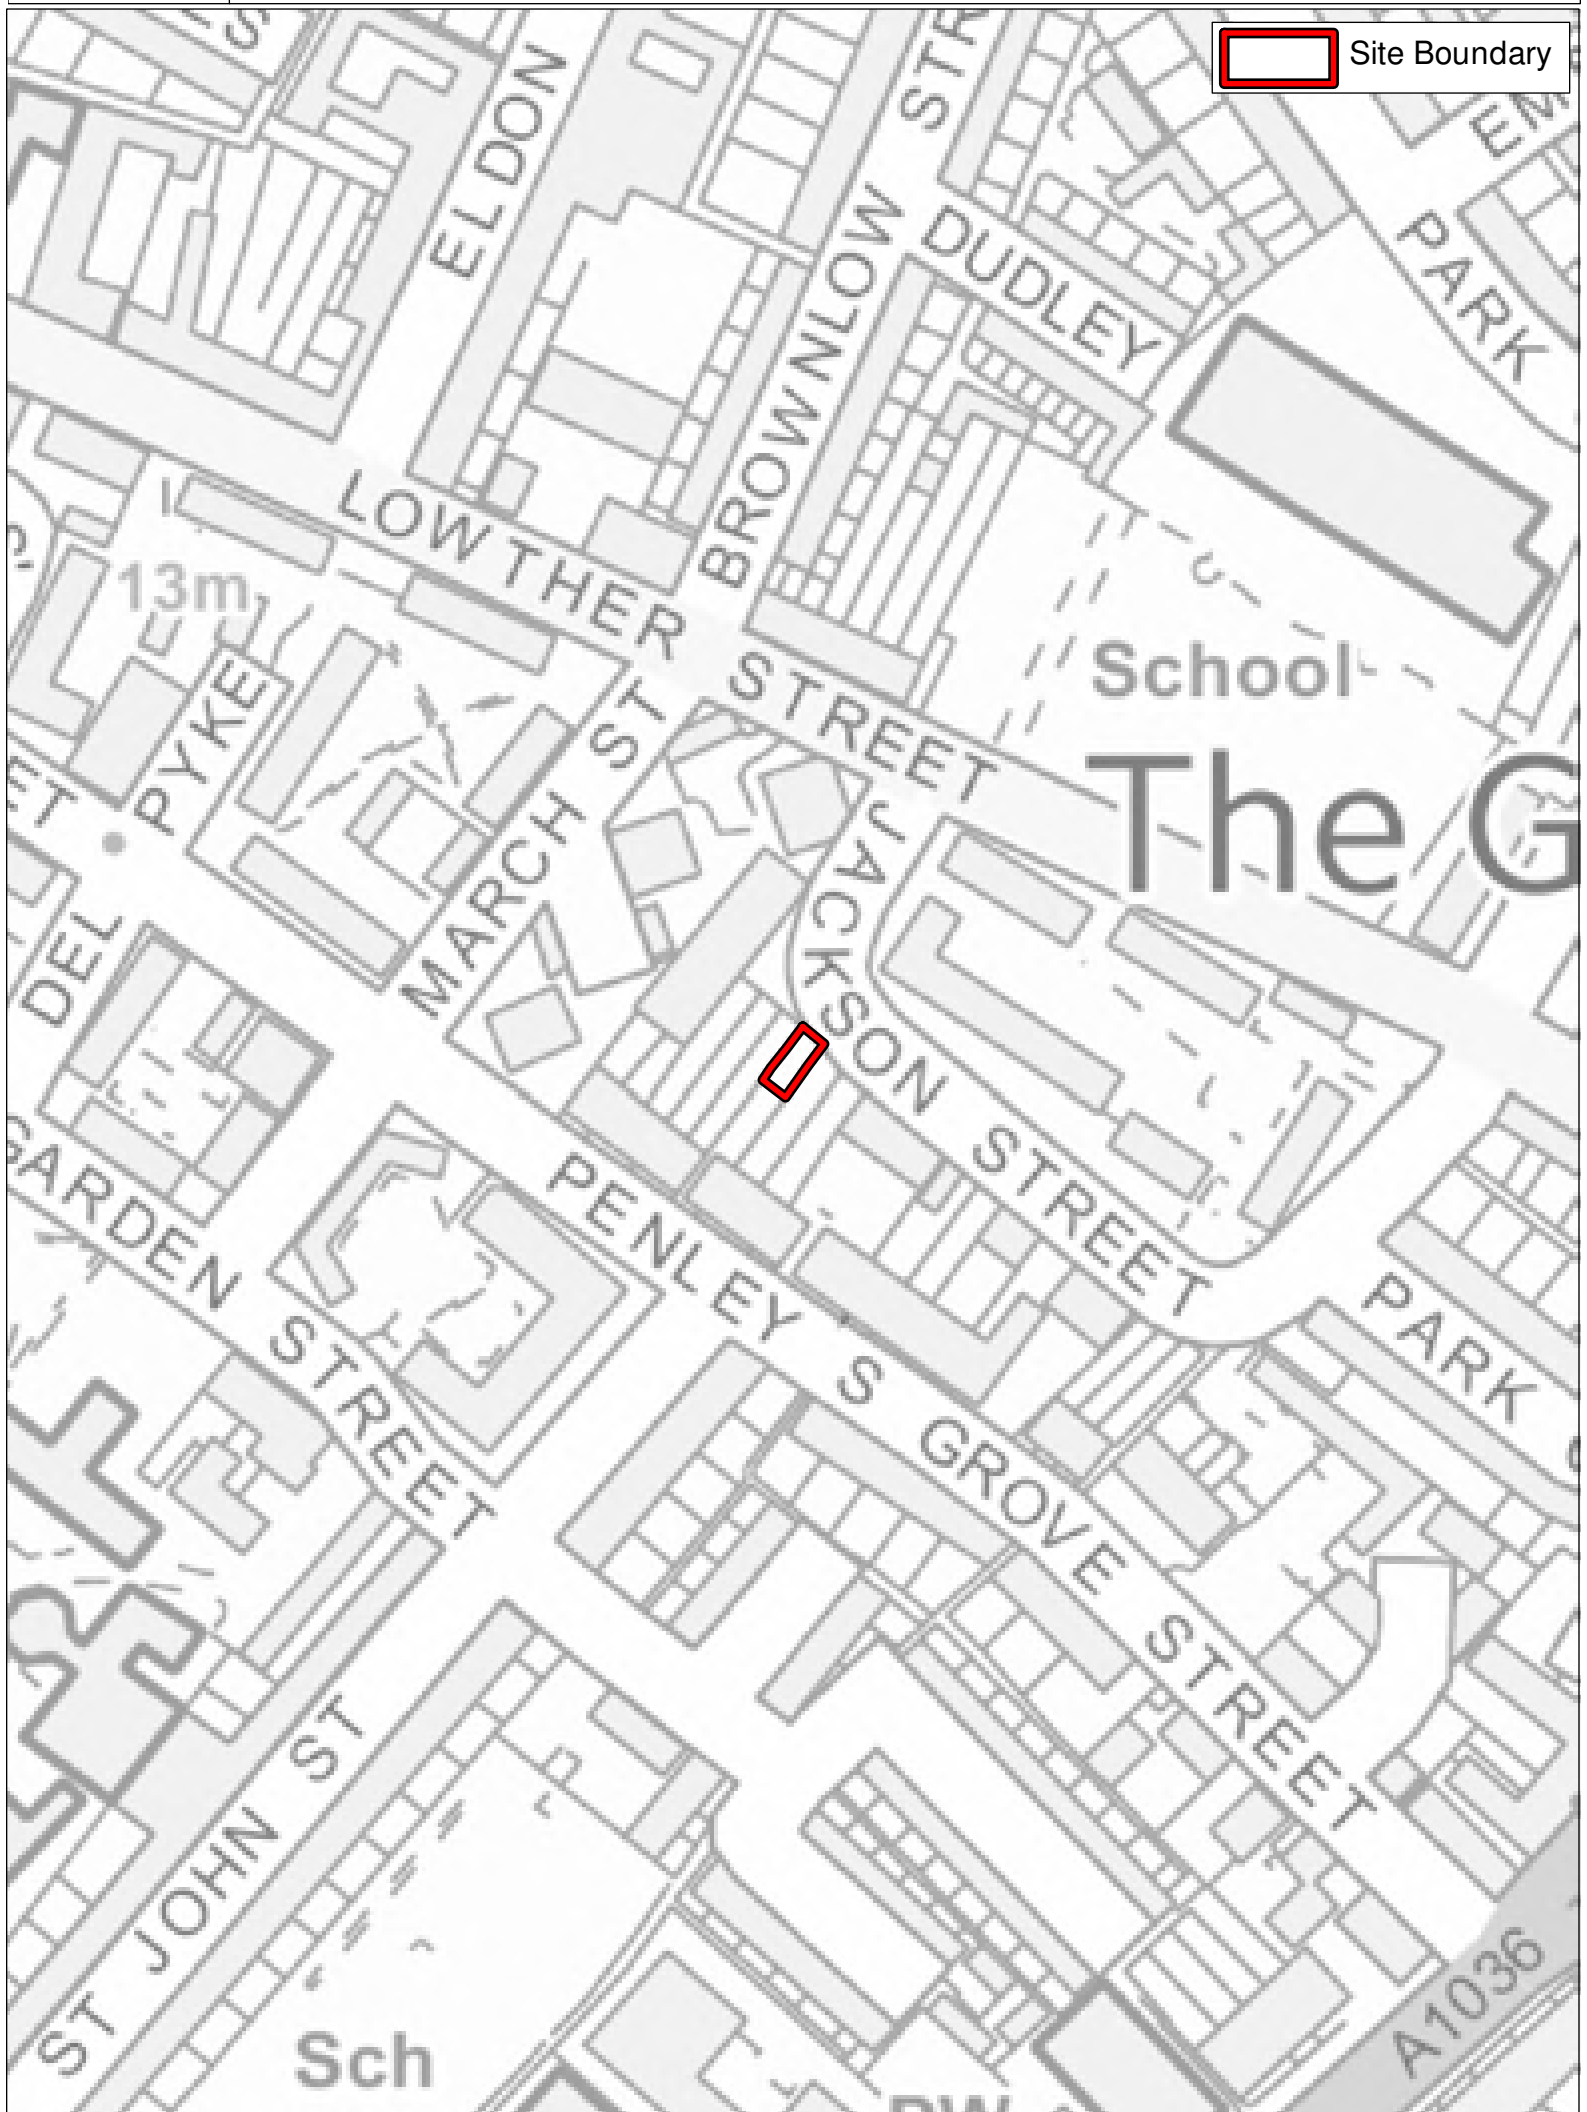 Site Boundary
ELDON
STR
BROWNLOW
DUDLEY
PARK
LOWTHER STREET
13m
School
The G
PYKE
MARCH ST
JACKSON STREET
DEL
GARDEN STREET
PENLEY'S GROVE STREET
PARK
ST JOHN ST
Sch
A1036